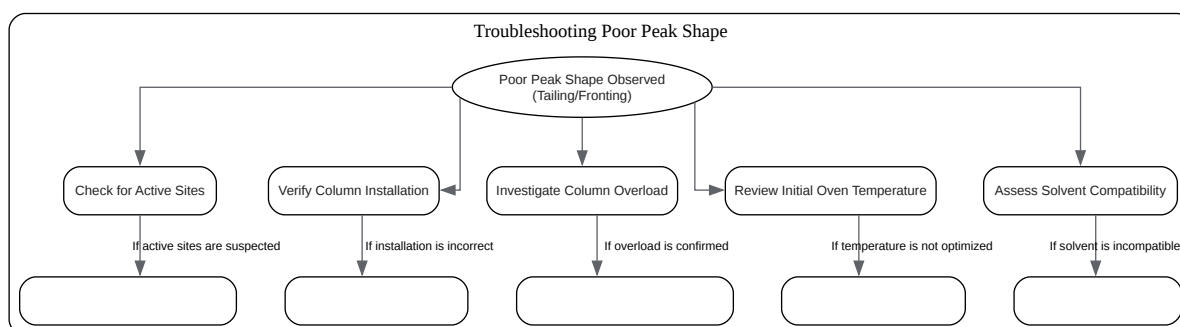 Troubleshooting Poor Peak Shape
Poor Peak Shape Observed
(Tailing/Fronting)
Check for Active Sites
Verify Column Installation
Investigate Column Overload
Review Initial Oven Temperature
Assess Solvent Compatibility
If active sites are suspected
If installation is incorrect
If overload is confirmed
If temperature is not optimized
If solvent is incompatible